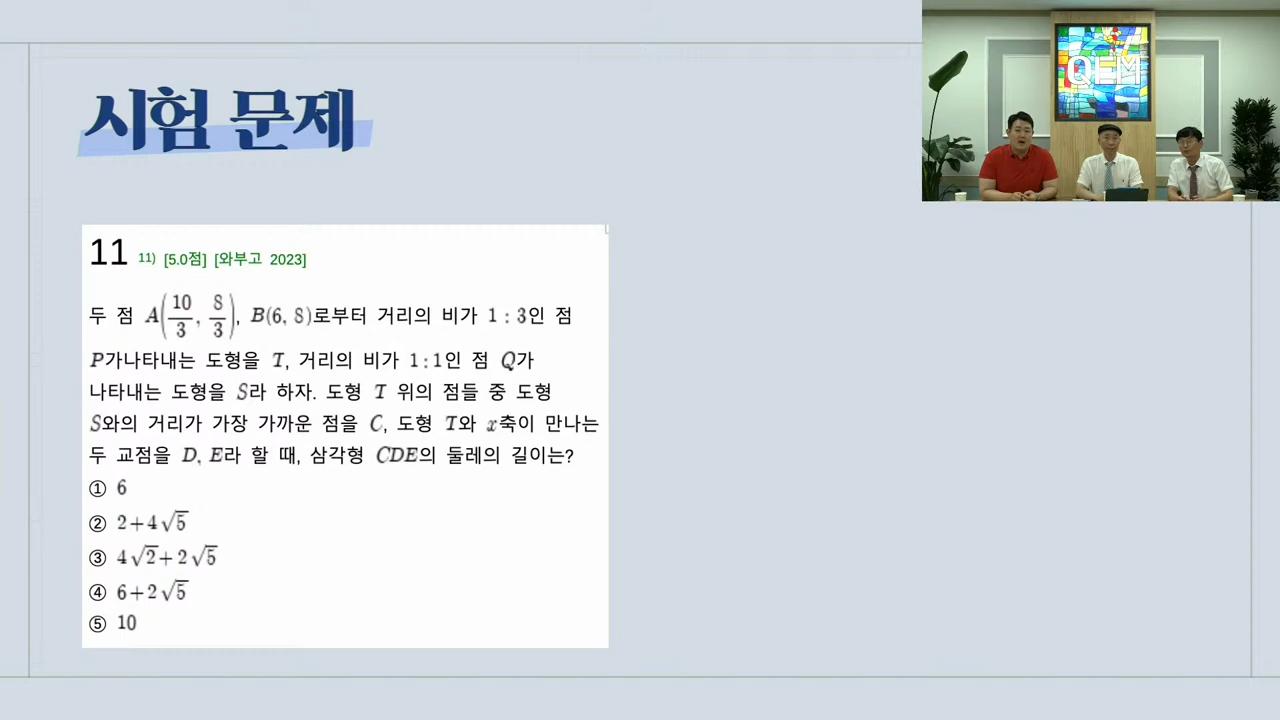 시험 문제
QEM
11 11) [5.0점] [와부고 2023]
두 점 A(10/3, 8/3), B(6, 8)로부터 거리의 비가 1 : 3인 점
P가나타내는 도형을 T, 거리의 비가 1 : 1인 점 Q가
나타내는 도형을 S라 하자. 도형 T 위의 점들 중 도형
S와의 거리가 가장 가까운 점을 C, 도형 T와 x축이 만나는
두 교점을 D, E라 할 때, 삼각형 CDE의 둘레의 길이는?
① 6
② 2+4√5
③ 4√2+2√5
④ 6+2√5
⑤ 10